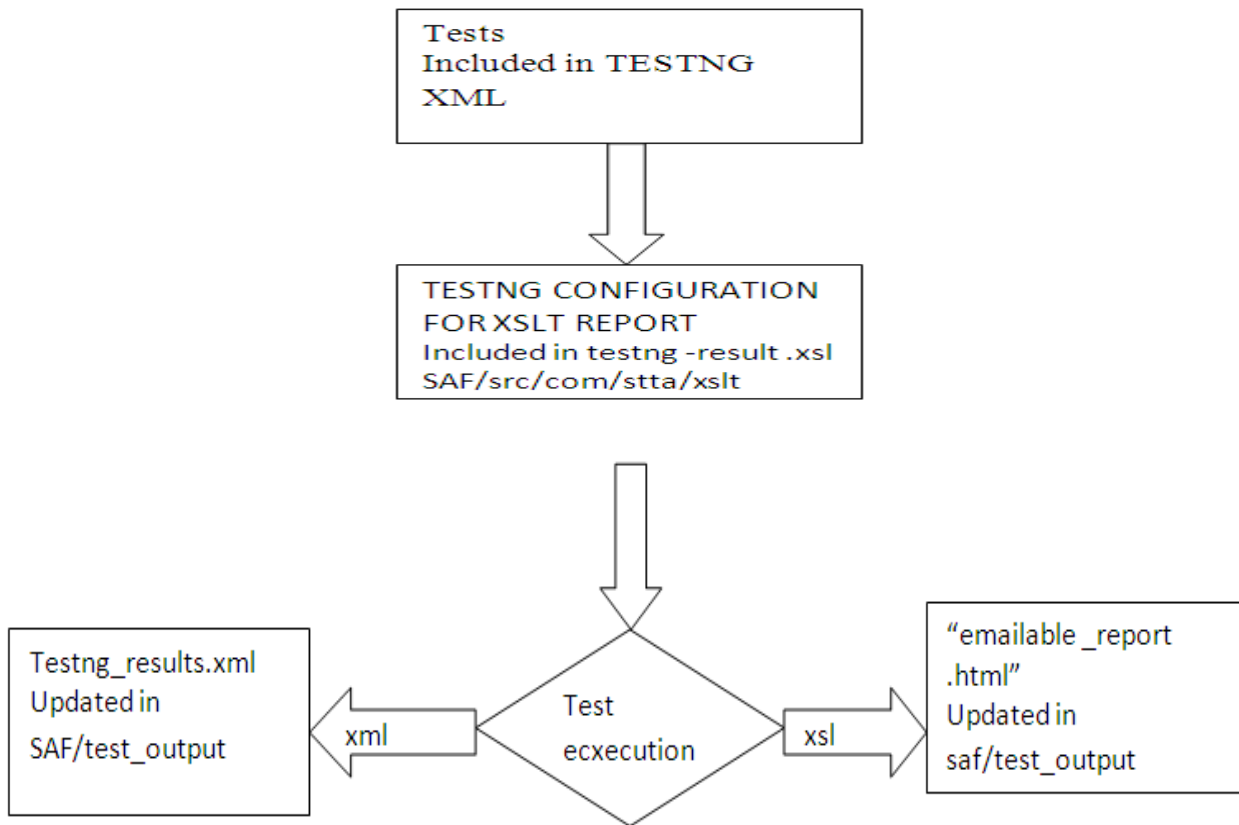 Tests
Included in TESTNG
XML
TESTNG CONFIGURATION
FOR XSLT REPORT
Included in testng -result .xsl
SAF/src/com/stta/xslt
Testng_results.xml
Updated in
SAF/test_output
xml
Test
ecxecution
xsl
“emailable _report
.html”
Updated in
saf/test_output